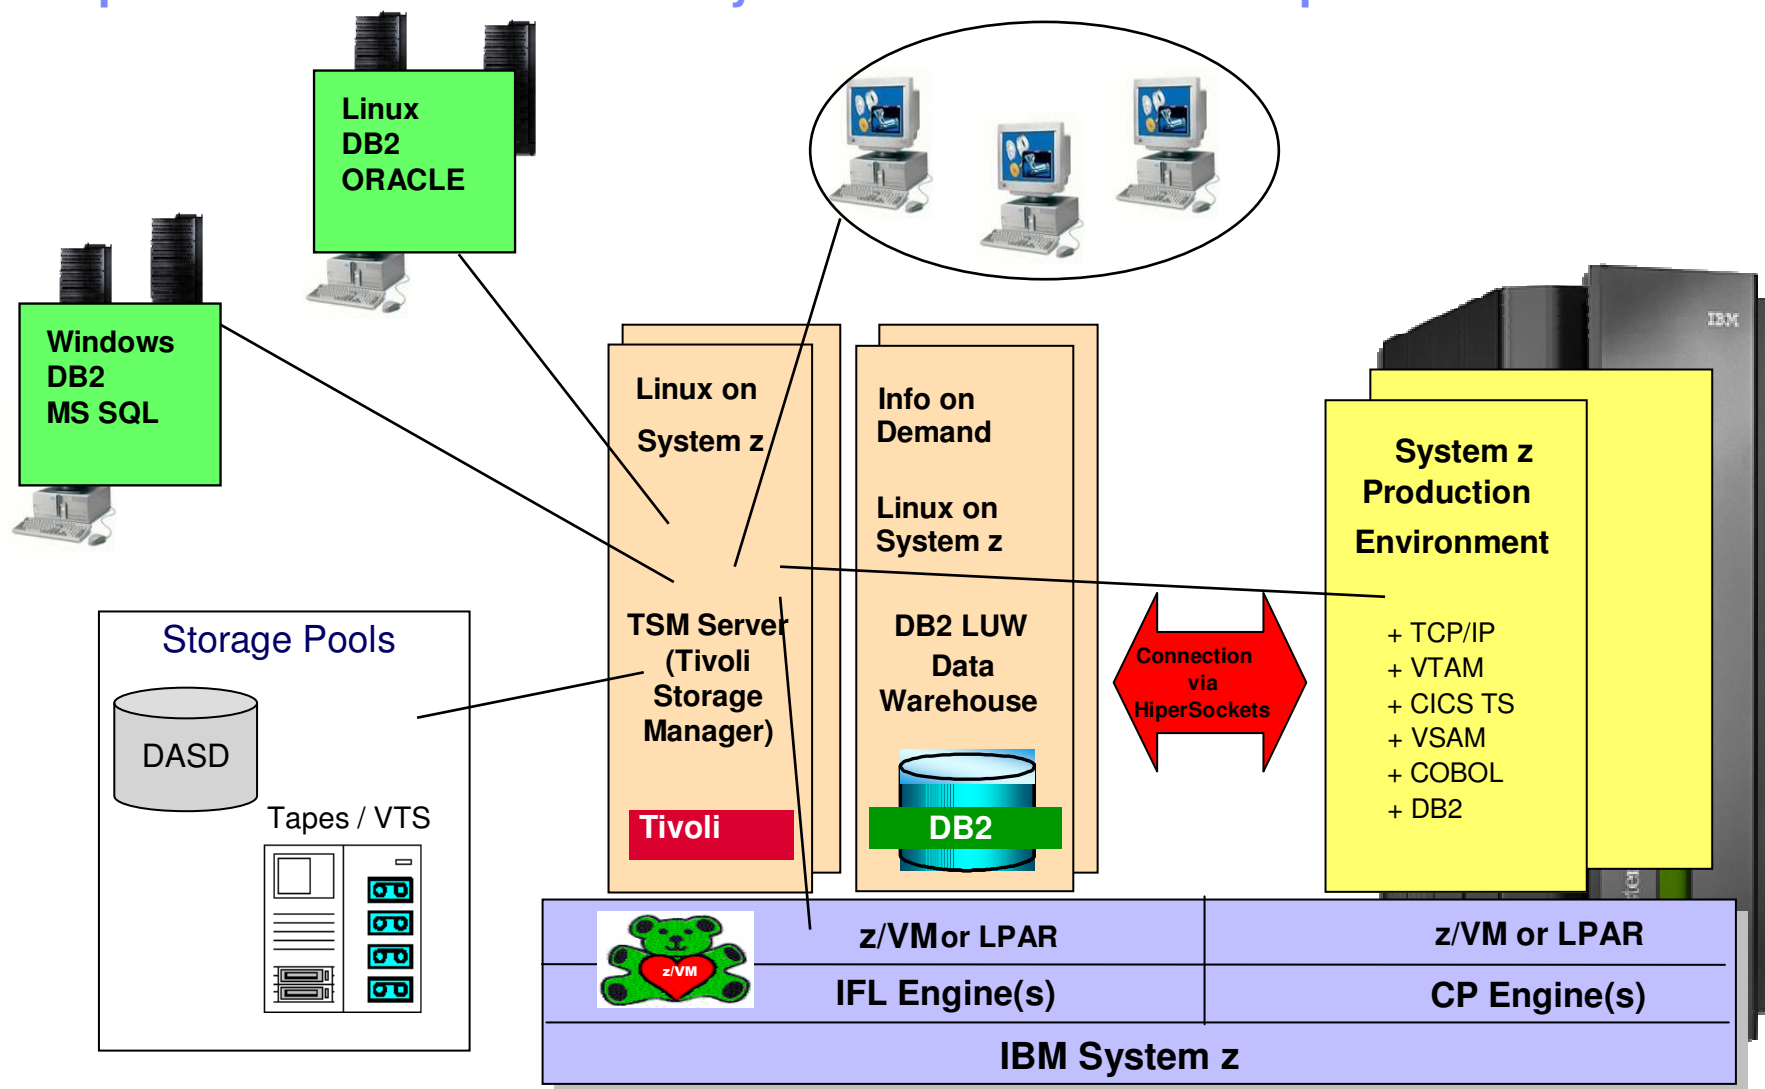 Linux
DB2
ORACLE
Windows
DB2
MS SQL
Linux on
System z
TSM Server
(Tivoli
Storage
Manager)
Tivoli
Info on
Demand
Linux on
System z
DB2 LUW
Data
Warehouse
DB2
Connection
via
HiperSockets
IBM
System z
Production
Environment
+ TCP/IP
+ VTAM
+ CICS TS
+ VSAM
+ COBOL
+ DB2
Storage Pools
DASD
Tapes / VTS
z/VM
z/VM or LPAR
z/VM or LPAR
IFL Engine(s)
CP Engine(s)
IBM System z